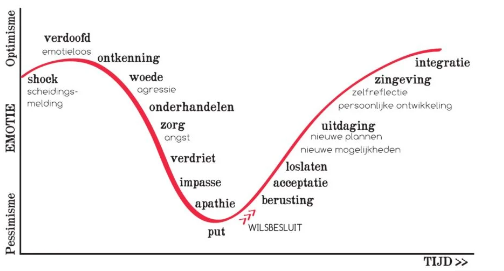 Optimisme
EMOTIE
Pessimisme
verdoofd
emotieloos
ontkenning
shock
scheidings-
melding
woede
agressie
onderhandelen
zorg
angst
verdriet
impasse
apathie
put
WILSBESLUIT
berusting
acceptatie
loslaten
uitdaging
nieuwe plannen
nieuwe mogelijkheden
zingeving
zelfreflectie
persoonlijke ontwikkeling
integratie
TIJD >>